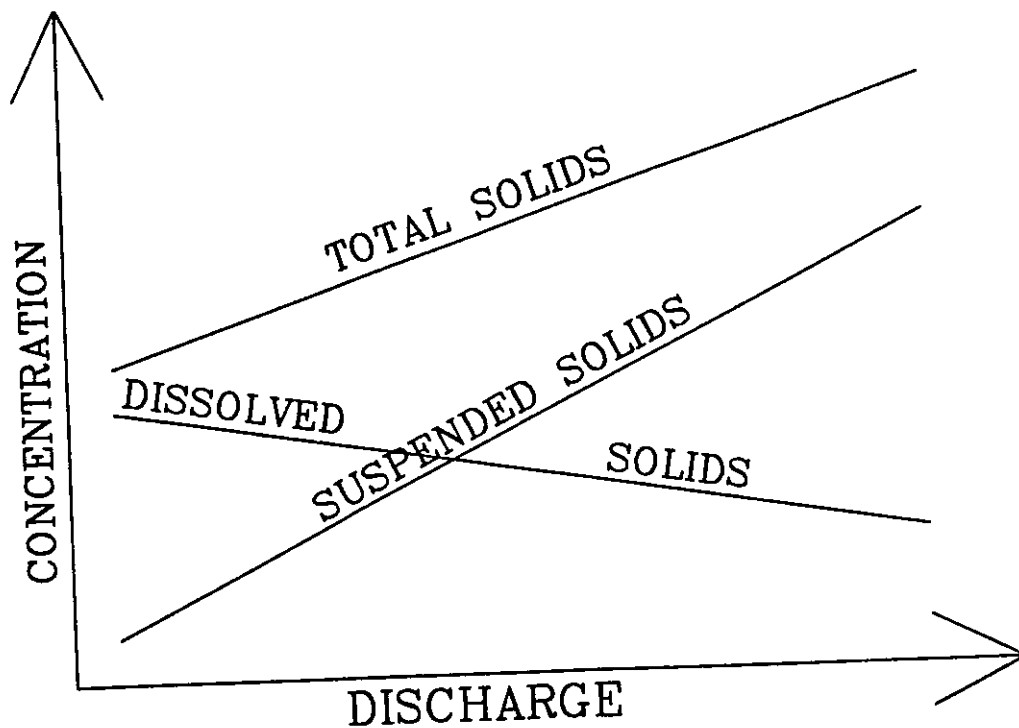 TOTAL SOLIDS
SUSPENDED SOLIDS
DISSOLVED SOLIDS
CONCENTRATION
DISCHARGE